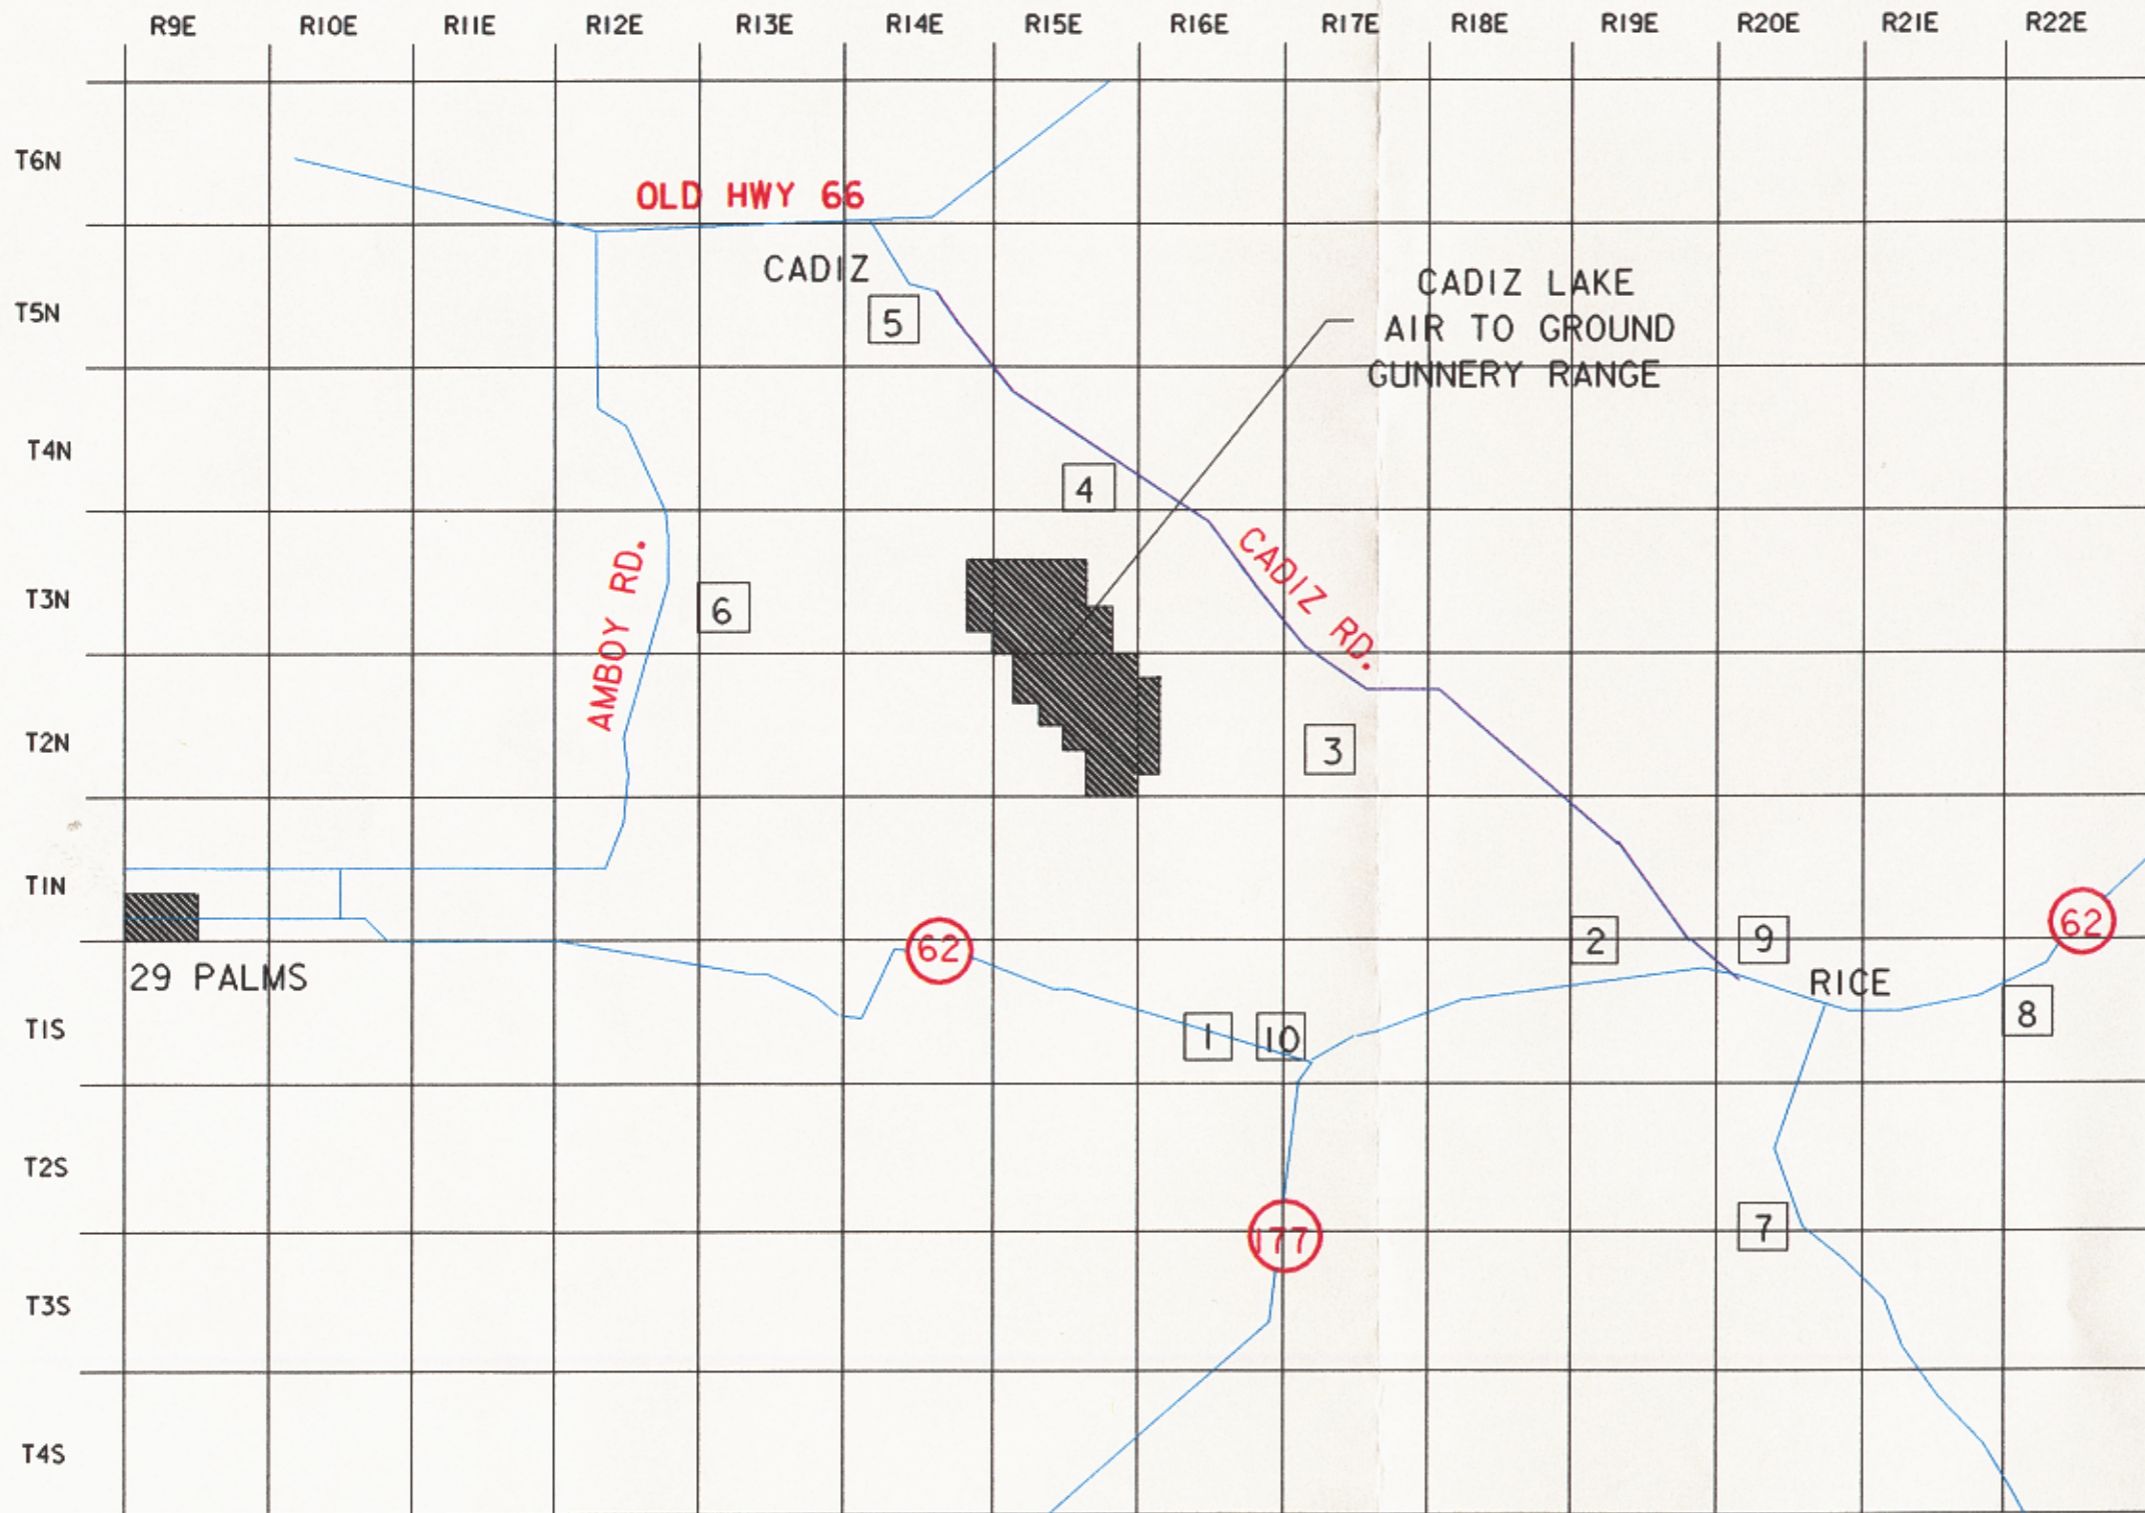 R9E R10E R11E R12E R13E R14E R15E R16E R17E R18E R19E R20E R21E R22E
T6N
OLD HWY 66
CADIZ
CADIZ LAKE
T5N
5
AIR TO GROUND
GUNNERY RANGE
T4N
4
CADIZ RD.
AMBOY RD.
T3N
6
T2N
3
T1N
62
2
9
62
29 PALMS
RICE
T1S
1
10
8
T2S
177
7
T3S
T4S